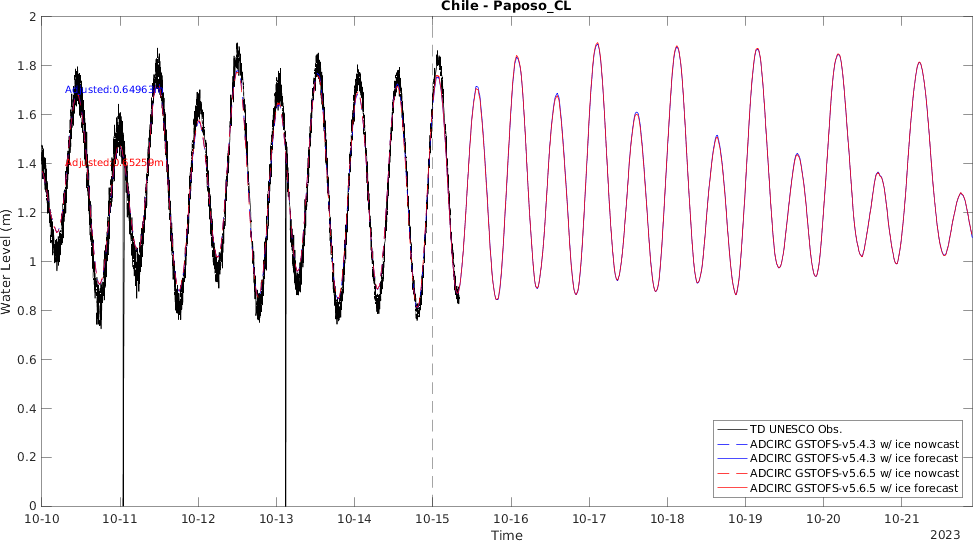 Chile - Paposo_CL
2
1.8
1.6
1.4
1.2
1
0.8
0.6
0.4
0.2
0
Water Level (m)
Adjusted:0.64963m
Adjusted:0.65259m
TD UNESCO Obs.
ADCIRC GSTOFS-v5.4.3 w/ ice nowcast
ADCIRC GSTOFS-v5.4.3 w/ ice forecast
ADCIRC GSTOFS-v5.6.5 w/ ice nowcast
ADCIRC GSTOFS-v5.6.5 w/ ice forecast
10-10 10-11 10-12 10-13 10-14 10-15 10-16 10-17 10-18 10-19 10-20 10-21
Time
2023